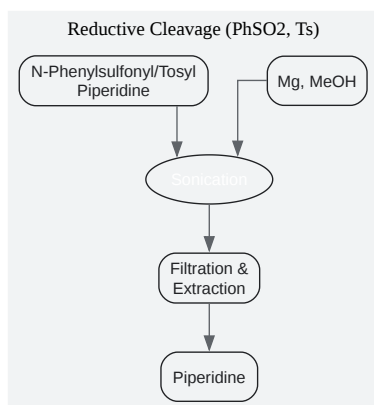 Reductive Cleavage (PhSO2, Ts)
N-Phenylsulfonyl/Tosyl
Piperidine
Mg, MeOH
Sonication
Filtration &
Extraction
Piperidine